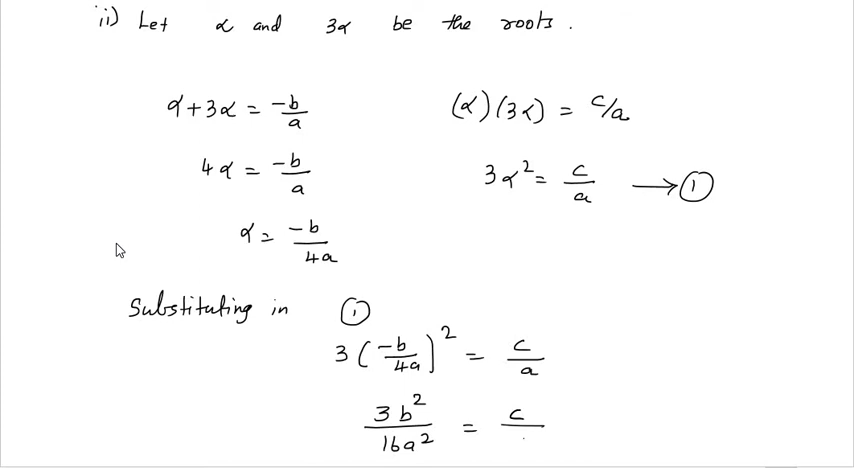 ii) Let α and 3α be the roots.
α + 3α = -b/a (α)(3α) = c/a
4α = -b/a 3α² = c/a → ①
α = -b/4a
Substituting in ①
3(-b/4a)² = c/a
3b²/16a² = c/